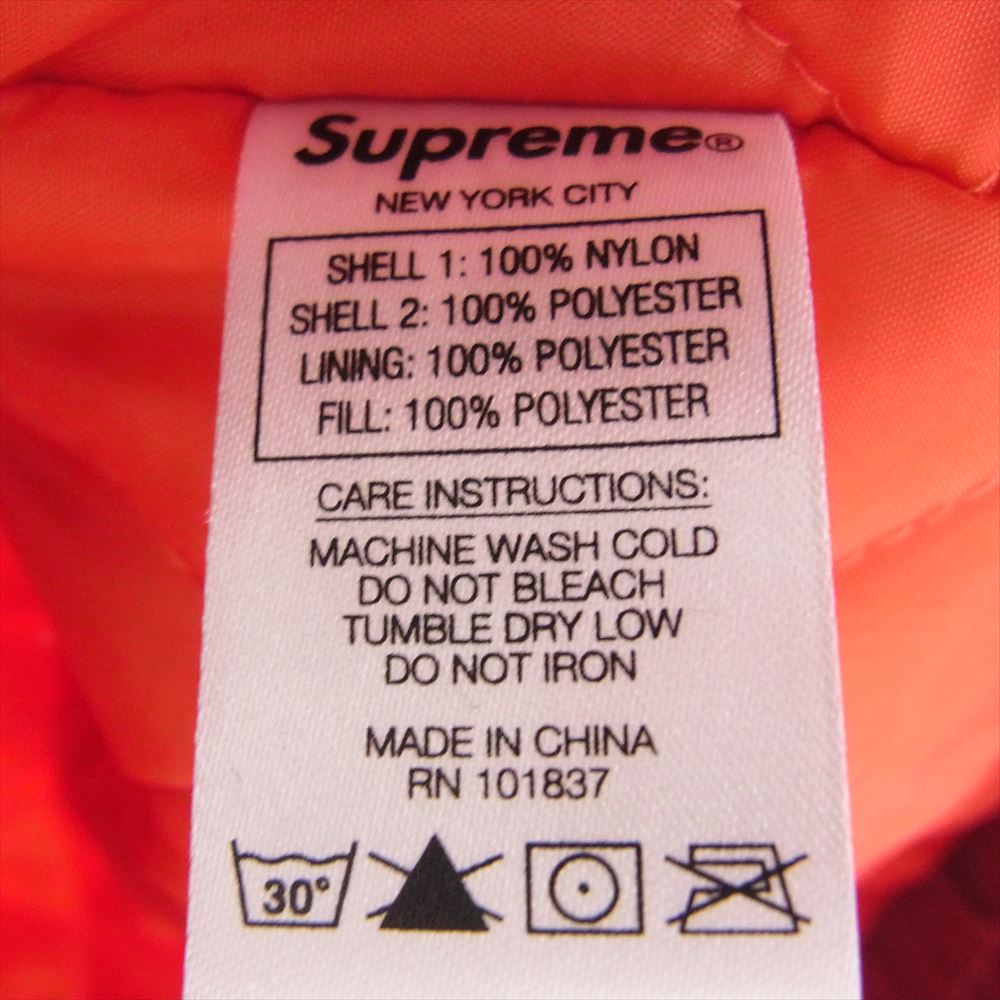 Supreme®
NEW YORK CITY
SHELL 1: 100% NYLON
SHELL 2: 100% POLYESTER
LINING: 100% POLYESTER
FILL: 100% POLYESTER
CARE INSTRUCTIONS:
MACHINE WASH COLD
DO NOT BLEACH
TUMBLE DRY LOW
DO NOT IRON
MADE IN CHINA
RN 101837
30°